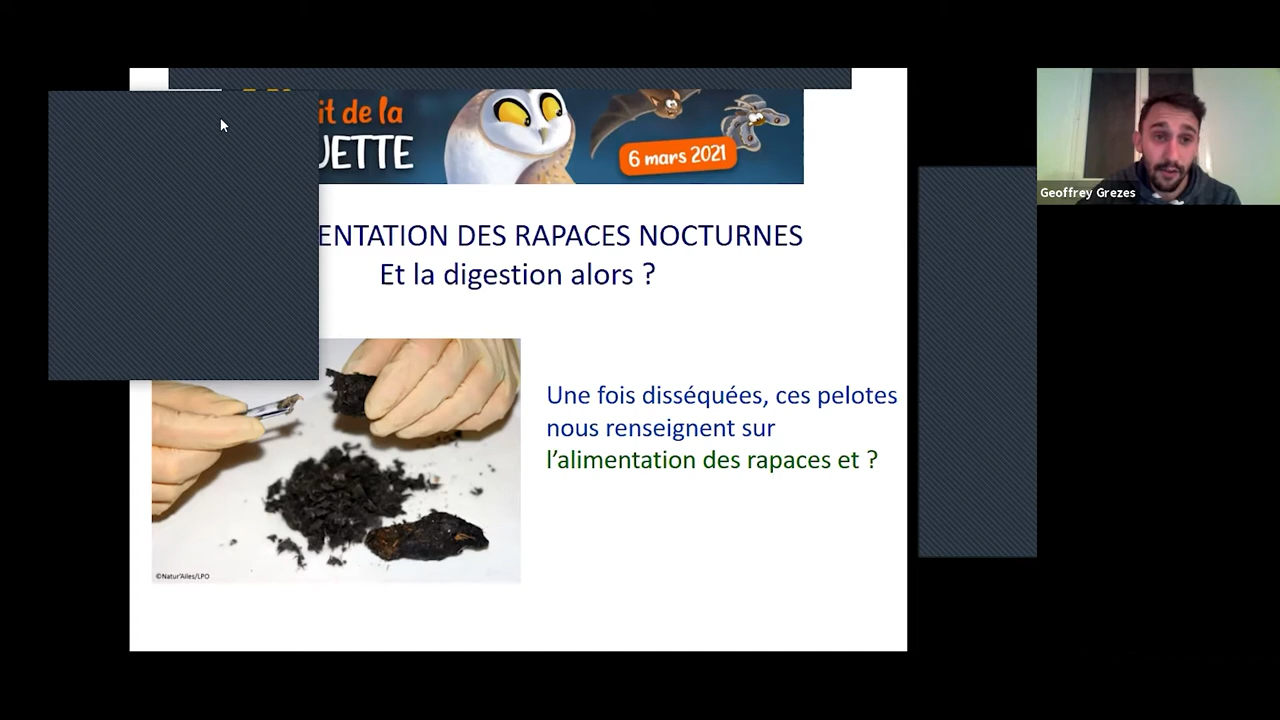 it de la
UETTE
6 mars 2021
Geoffrey Grezes
ENTATION DES RAPACES NOCTURNES
Et la digestion alors ?
Une fois disséquées, ces pelotes
nous renseignent sur
l’alimentation des rapaces et ?
©Natur'Ailes/LPO